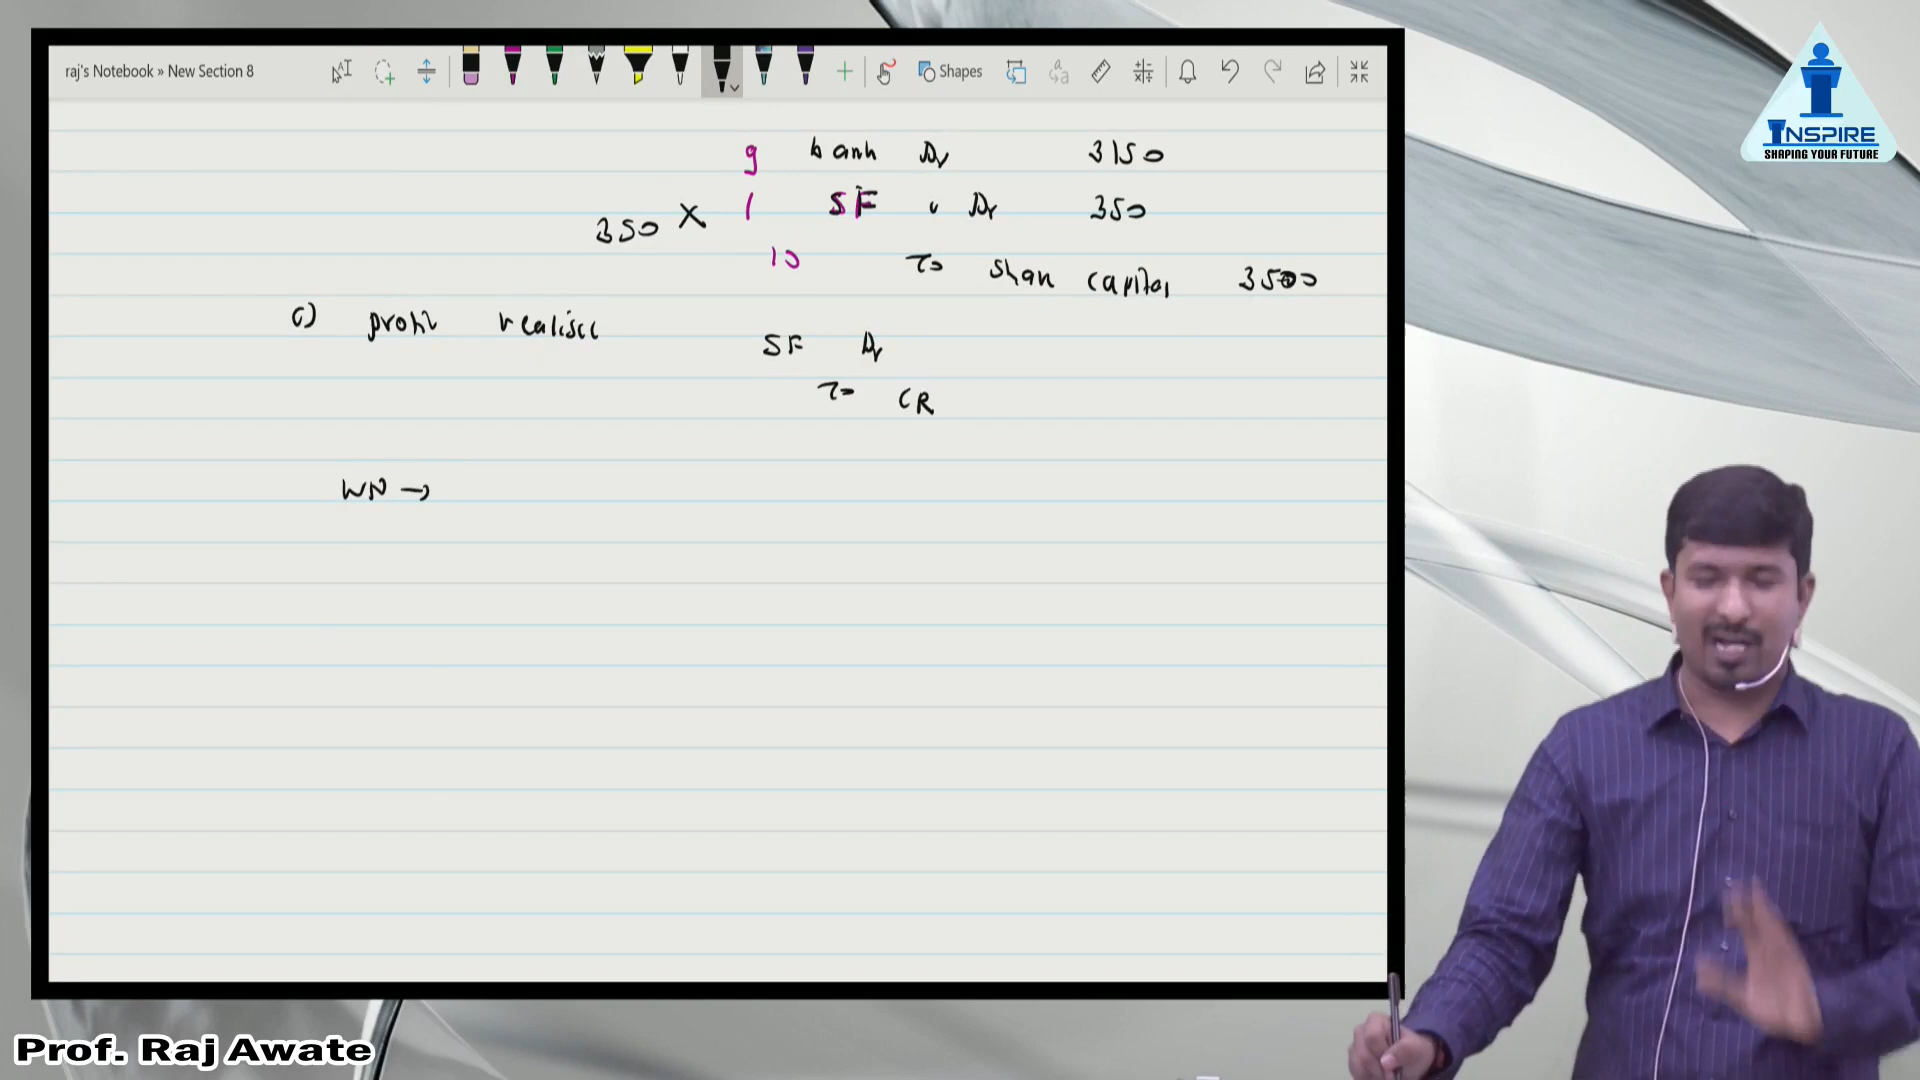 raj's Notebook » New Section 8
Shapes
INSPIRE
SHAPING YOUR FUTURE
9 bank Dr 3150
350 X 1 SF Dr 350
10 To Share capital 3500
c) profit
SF Dr
To CR
WN →
Prof. Raj Awate